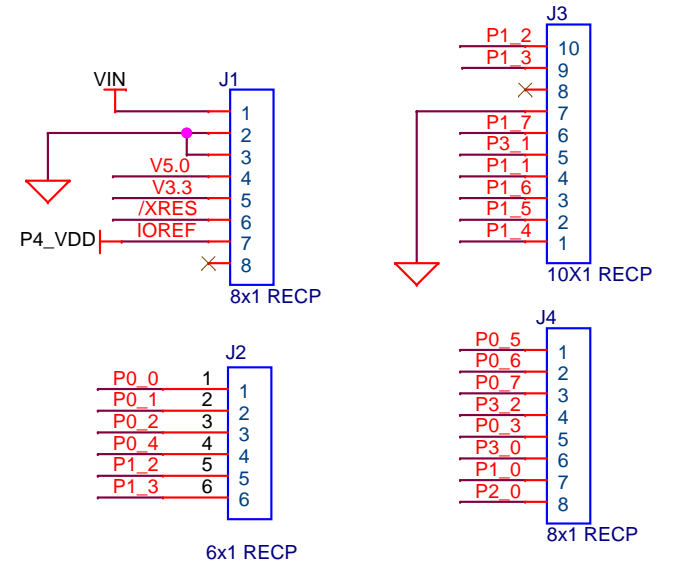 J1
VIN
1
2
3
V5.0 4
V3.3 5
/XRES 6
P4_VDD IOREF 7
8
8x1 RECP
J3
P1_2 10
P1_3 9
8
7
P1_7 6
P3_1 5
P1_1 4
P1_6 3
P1_5 2
P1_4 1
10X1 RECP
J2
P0_0 1 1
P0_1 2 2
P0_2 3 3
P0_4 4 4
P1_2 5 5
P1_3 6 6
6x1 RECP
J4
P0_5 1
P0_6 2
P0_7 3
P3_2 4
P0_3 5
P3_0 6
P1_0 7
P2_0 8
8x1 RECP